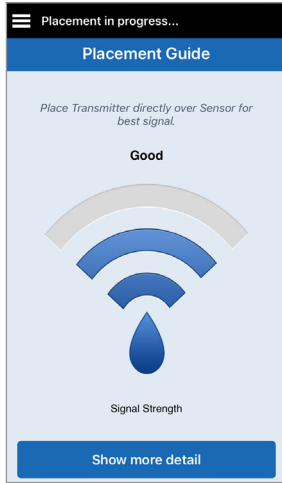 Placement in progress...
Placement Guide
Place Transmitter directly over Sensor for
best signal.
Good
Signal Strength
Show more detail